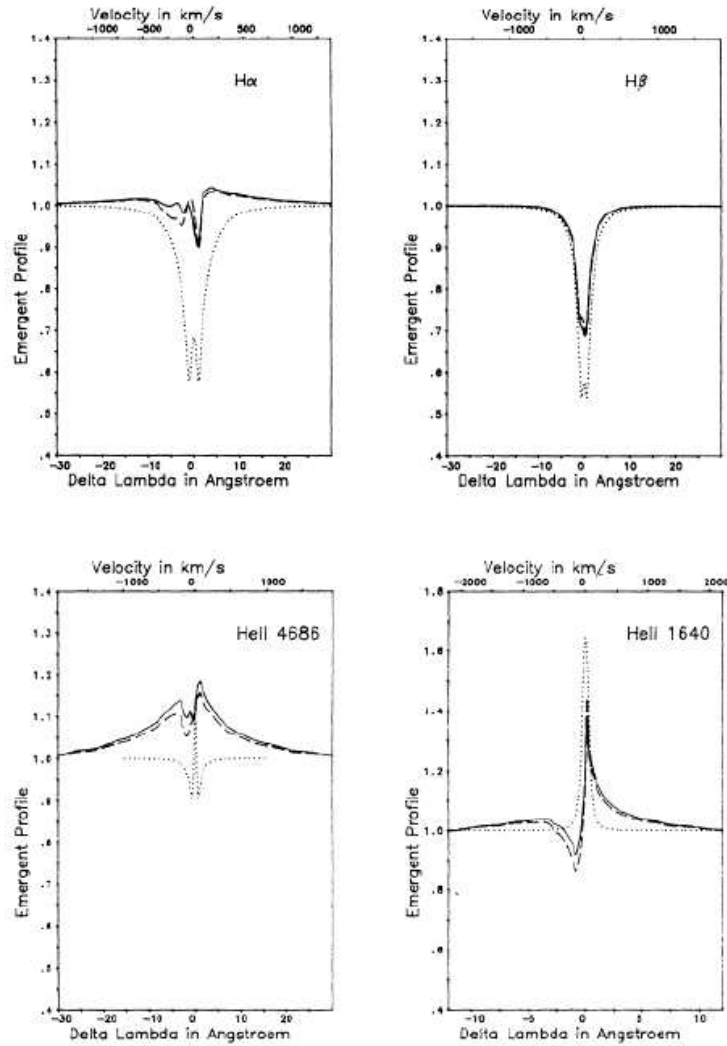 Velocity in km/s
-1000 -500 0 500 1000
Hα
Emergent Profile
1.4
1.3
1.2
1.1
1.0
.9
.8
.7
.6
.5
.4
-30 -20 -10 0 10 20
Delta Lambda in Angstroem
Velocity in km/s
-1000 0 1000
Hβ
Emergent Profile
1.4
1.3
1.2
1.1
1.0
.9
.8
.7
.6
.5
.4
-30 -20 -10 0 10 20
Delta Lambda in Angstroem
Velocity in km/s
-1000 0 1000
HeII 4686
Emergent Profile
1.4
1.3
1.2
1.1
1.0
.9
.8
.7
.6
.5
.4
-30 -20 -10 0 10 20
Delta Lambda in Angstroem
Velocity in km/s
-2000 -1000 0 1000 2000
HeII 1640
Emergent Profile
1.8
1.6
1.4
1.2
1.0
.8
.6
.4
-10 -5 0 5 10
Delta Lambda in Angstroem